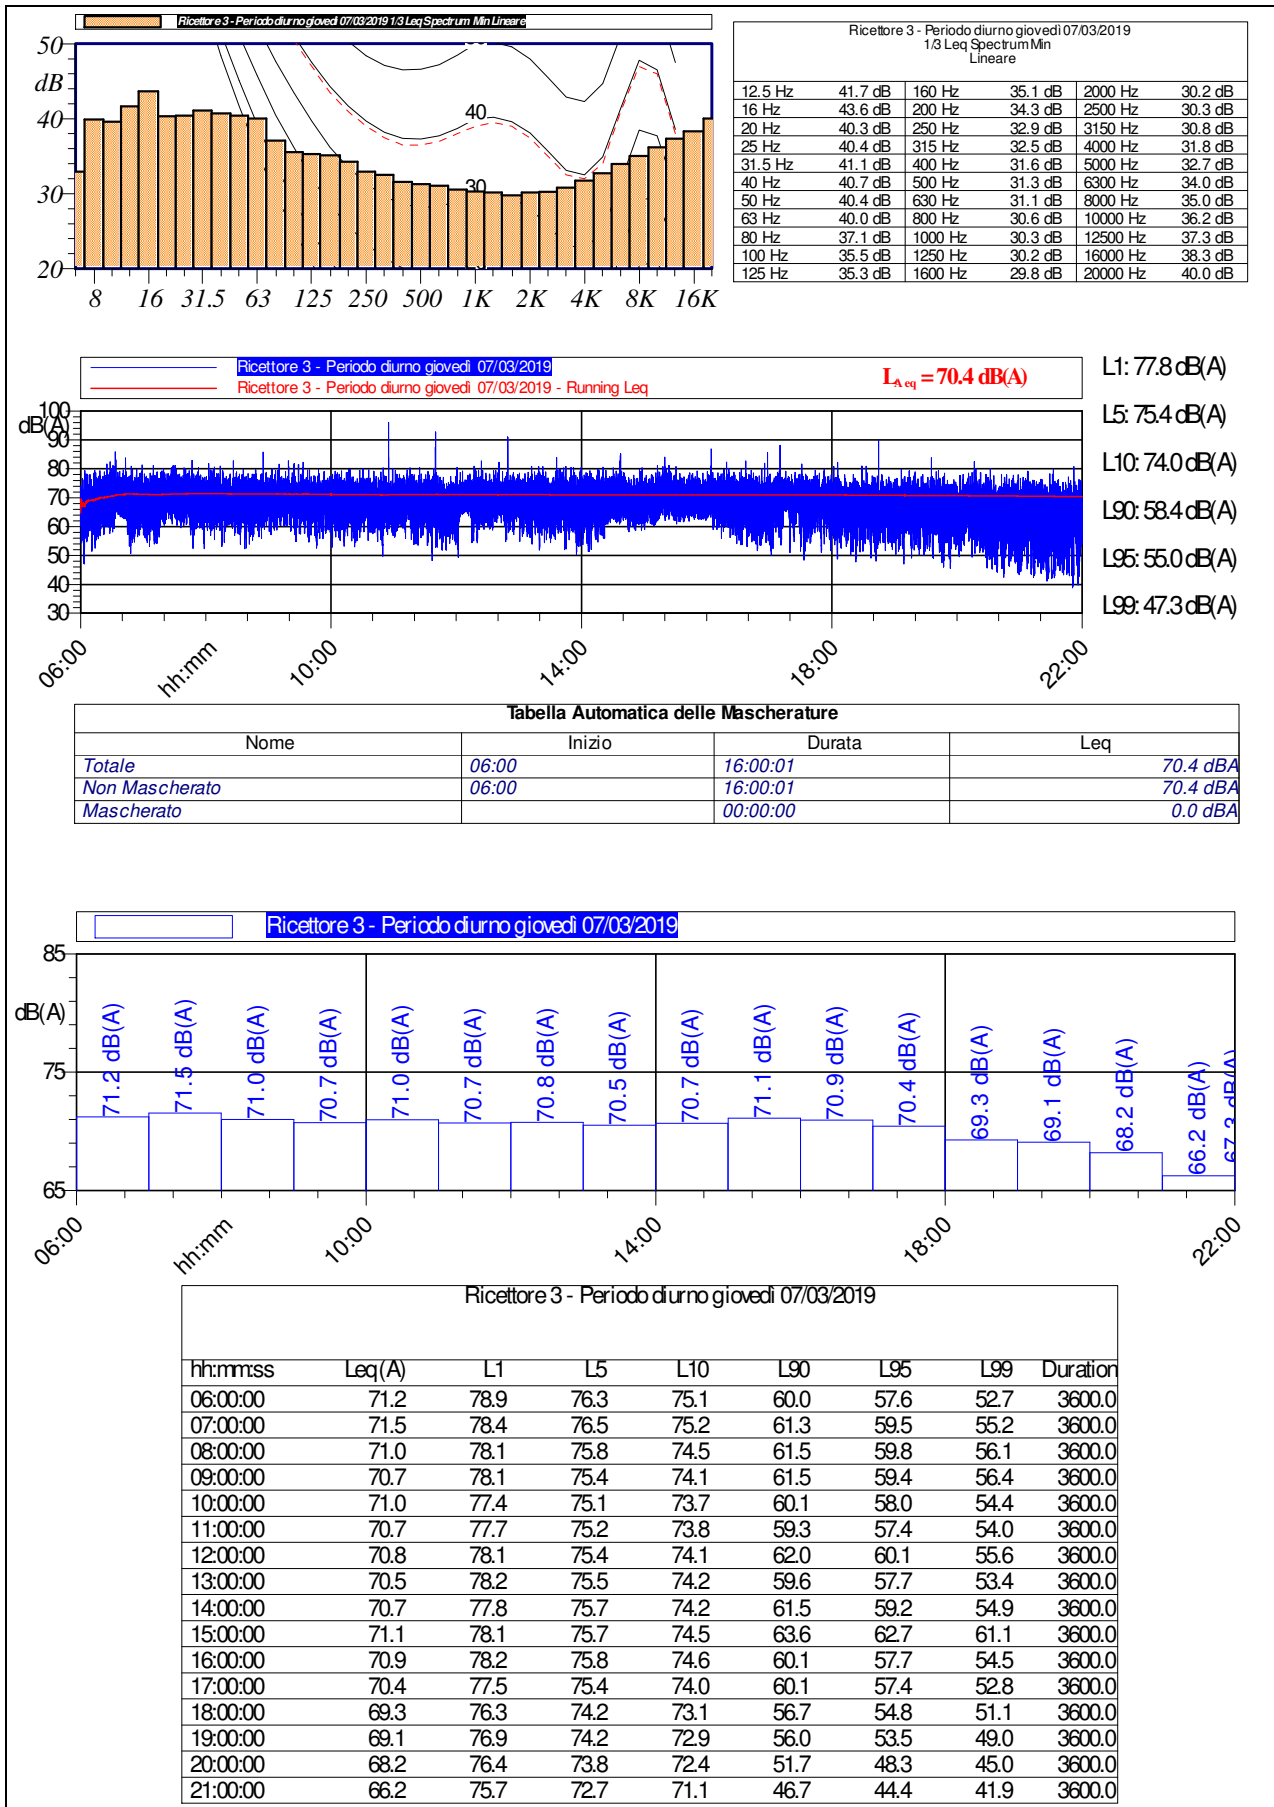 Ricettore 3 - Periodo diurno giovedì 07/03/2019 1/3 Leq Spectrum Min Lineare
50
dB
40
30
20
40
30
8 16 31.5 63 125 250 500 1K 2K 4K 8K 16K
Ricettore 3 - Periodo diurno giovedì 07/03/2019
1/3 Leq Spectrum Min
Lineare
12.5 Hz 41.7 dB 160 Hz 35.1 dB 2000 Hz 30.2 dB
16 Hz 43.6 dB 200 Hz 34.3 dB 2500 Hz 30.3 dB
20 Hz 40.3 dB 250 Hz 32.9 dB 3150 Hz 30.8 dB
25 Hz 40.4 dB 315 Hz 32.5 dB 4000 Hz 31.8 dB
31.5 Hz 41.1 dB 400 Hz 31.6 dB 5000 Hz 32.7 dB
40 Hz 40.7 dB 500 Hz 31.3 dB 6300 Hz 34.0 dB
50 Hz 40.4 dB 630 Hz 31.1 dB 8000 Hz 35.0 dB
63 Hz 40.0 dB 800 Hz 30.6 dB 10000 Hz 36.2 dB
80 Hz 37.1 dB 1000 Hz 30.3 dB 12500 Hz 37.3 dB
100 Hz 35.5 dB 1250 Hz 30.2 dB 16000 Hz 38.3 dB
125 Hz 35.3 dB 1600 Hz 29.8 dB 20000 Hz 40.0 dB
Ricettore 3 - Periodo diurno giovedì 07/03/2019
Ricettore 3 - Periodo diurno giovedì 07/03/2019 - Running Leq
LA eq = 70.4 dB(A)
L1: 77.8 dB(A)
L5: 75.4 dB(A)
L10: 74.0 dB(A)
L90: 58.4 dB(A)
L95: 55.0 dB(A)
L99: 47.3 dB(A)
100
dB(A)
90
80
70
60
50
40
30
06:00 hh:mm 10:00 14:00 18:00 22:00
Tabella Automatica delle Mascherature
Nome Inizio Durata Leq
Totale 06:00 16:00:01 70.4 dBA
Non Mascherato 06:00 16:00:01 70.4 dBA
Mascherato 00:00:00 0.0 dBA
Ricettore 3 - Periodo diurno giovedì 07/03/2019
85
dB(A)
75
65
71.2 dB(A)
71.5 dB(A)
71.0 dB(A)
70.7 dB(A)
71.0 dB(A)
70.7 dB(A)
70.8 dB(A)
70.5 dB(A)
70.7 dB(A)
71.1 dB(A)
70.9 dB(A)
70.4 dB(A)
69.3 dB(A)
69.1 dB(A)
68.2 dB(A)
66.2 dB(A)
67.3 dB(A)
06:00 hh:mm 10:00 14:00 18:00 22:00
Ricettore 3 - Periodo diurno giovedì 07/03/2019
hh:mm:ss Leq(A) L1 L5 L10 L90 L95 L99 Duration
06:00:00 71.2 78.9 76.3 75.1 60.0 57.6 52.7 3600.0
07:00:00 71.5 78.4 76.5 75.2 61.3 59.5 55.2 3600.0
08:00:00 71.0 78.1 75.8 74.5 61.5 59.8 56.1 3600.0
09:00:00 70.7 78.1 75.4 74.1 61.5 59.4 56.4 3600.0
10:00:00 71.0 77.4 75.1 73.7 60.1 58.0 54.4 3600.0
11:00:00 70.7 77.7 75.2 73.8 59.3 57.4 54.0 3600.0
12:00:00 70.8 78.1 75.4 74.1 62.0 60.1 55.6 3600.0
13:00:00 70.5 78.2 75.5 74.2 59.6 57.7 53.4 3600.0
14:00:00 70.7 77.8 75.7 74.2 61.5 59.2 54.9 3600.0
15:00:00 71.1 78.1 75.7 74.5 63.6 62.7 61.1 3600.0
16:00:00 70.9 78.2 75.8 74.6 60.1 57.7 54.5 3600.0
17:00:00 70.4 77.5 75.4 74.0 60.1 57.4 52.8 3600.0
18:00:00 69.3 76.3 74.2 73.1 56.7 54.8 51.1 3600.0
19:00:00 69.1 76.9 74.2 72.9 56.0 53.5 49.0 3600.0
20:00:00 68.2 76.4 73.8 72.4 51.7 48.3 45.0 3600.0
21:00:00 66.2 75.7 72.7 71.1 46.7 44.4 41.9 3600.0